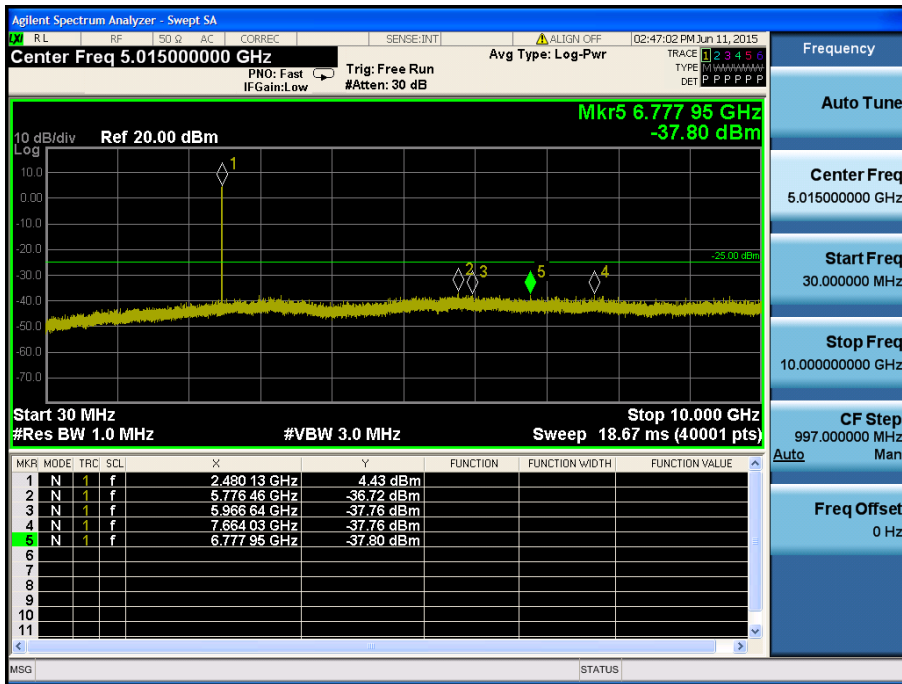 Agilent Spectrum Analyzer - Swept SA
LXI RL RF 50 Ω AC CORREC SENSE:INT ALIGN OFF 02:47:02 PM Jun 11, 2015
Center Freq 5.015000000 GHz
PNO: Fast
IFGain:Low
Trig: Free Run
#Atten: 30 dB
Avg Type: Log-Pwr
TRACE 1 2 3 4 5 6
TYPE M W W W W W
DET P P P P P P
Mkr5 6.777 95 GHz
-37.80 dBm
10 dB/div Ref 20.00 dBm
Log
10.0
0.00
-10.0
-20.0
-30.0
-40.0
-50.0
-60.0
-70.0
1
2
3
5
4
-25.00 dBm
Start 30 MHz Stop 10.000 GHz
#Res BW 1.0 MHz #VBW 3.0 MHz Sweep 18.67 ms (40001 pts)
MKR MODE TRC SCL X Y FUNCTION FUNCTION WIDTH FUNCTION VALUE
1 N 1 f 2.480 13 GHz 4.43 dBm
2 N 1 f 5.776 46 GHz -36.72 dBm
3 N 1 f 5.966 64 GHz -37.76 dBm
4 N 1 f 7.664 03 GHz -37.76 dBm
5 N 1 f 6.777 95 GHz -37.80 dBm
6
7
8
9
10
11
MSG STATUS
Frequency
Auto Tune
Center Freq
5.015000000 GHz
Start Freq
30.000000 MHz
Stop Freq
10.000000000 GHz
CF Step
997.000000 MHz
Auto Man
Freq Offset
0 Hz